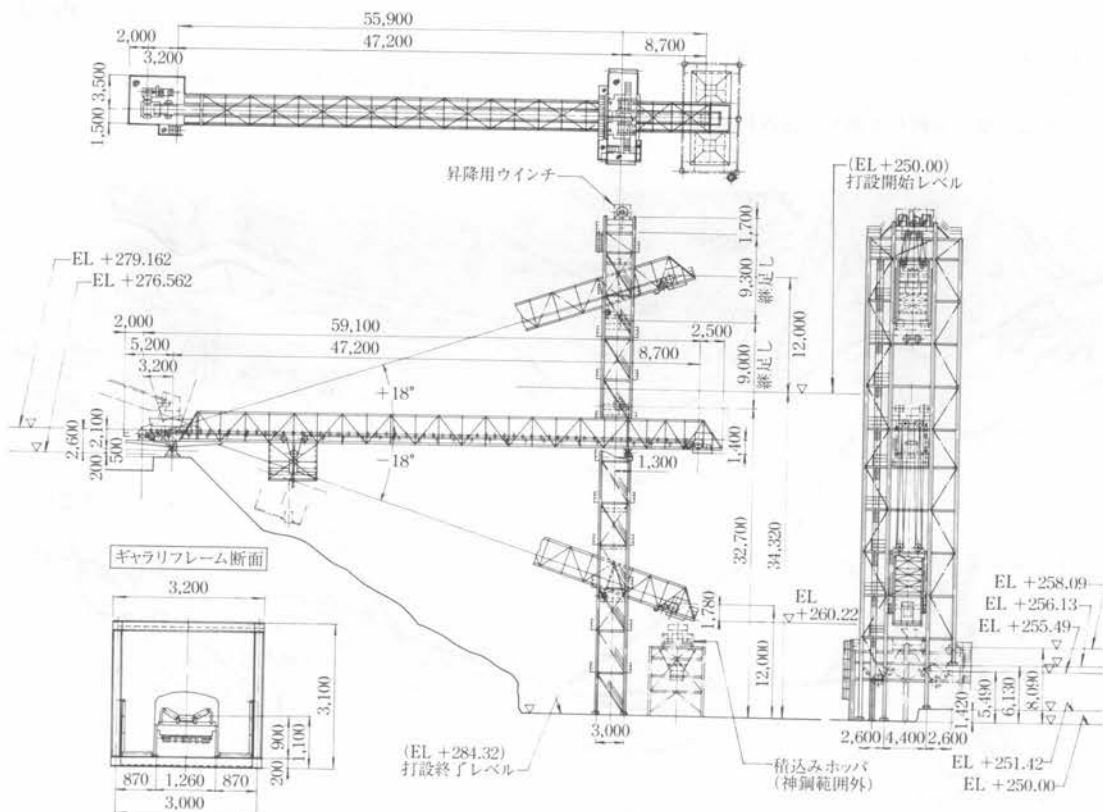 55,900
2,000
47,200
8,700
3,200
3,500
1,500
昇降用ウインチ
(EL +250.00)
打設開始レベル
EL +279.162
EL +276.562
1,700
9,300
継足し
12,000
9,000
継足し
2,000
59,100
2,500
5,200
47,200
8,700
3,200
+18°
−18°
2,600
2,100
200
500
1,400
1,300
32,700
34,320
ギャラリフレーム断面
3,200
3,100
900
1,100
200
870
1,260
870
3,000
EL
+260.22
1,780
12,000
3,000
(EL +284.32)
打設終了レベル
積込みホッパ
(神鋼範囲外)
EL +258.09
EL +256.13
EL +255.49
1,420
5,490
6,130
8,090
2,600
4,400
2,600
EL +251.42
EL +250.00